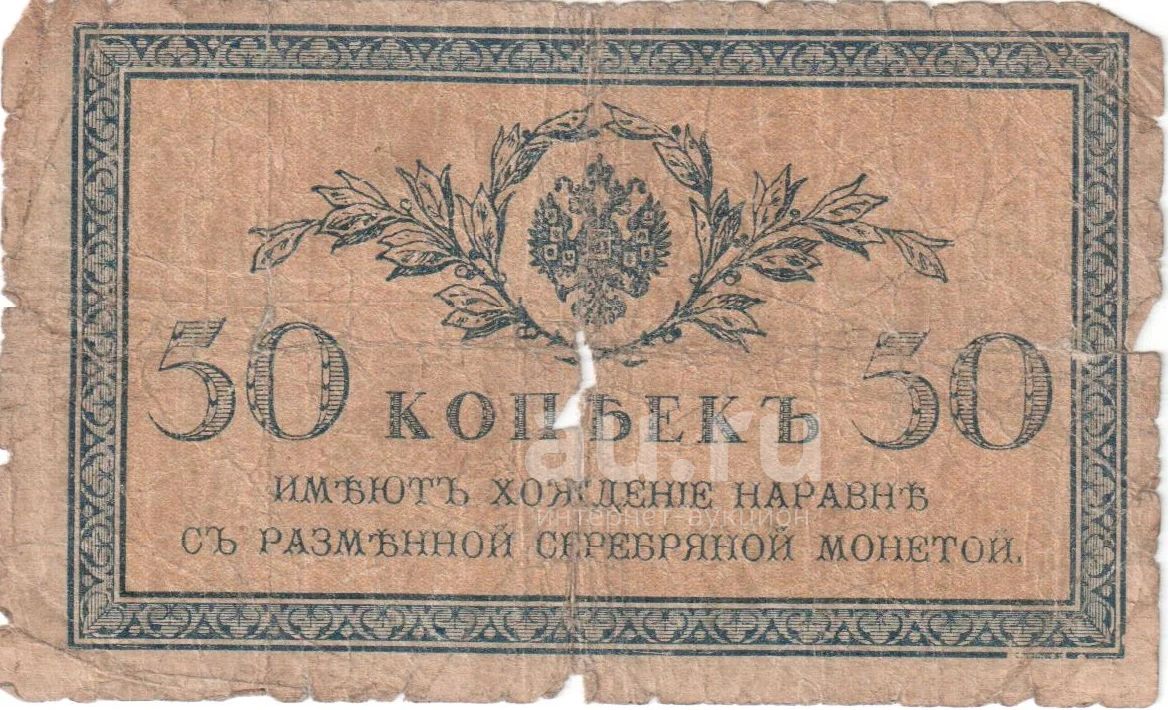 50 КОПѢЕКЪ 50
ИМѢЮТЪ ХОЖДЕНІЕ НАРАВНѢ
СЪ РАЗМѢННОЙ СЕРЕБРЯНОЙ МОНЕТОЙ.
au.ru
интернет-аукцион